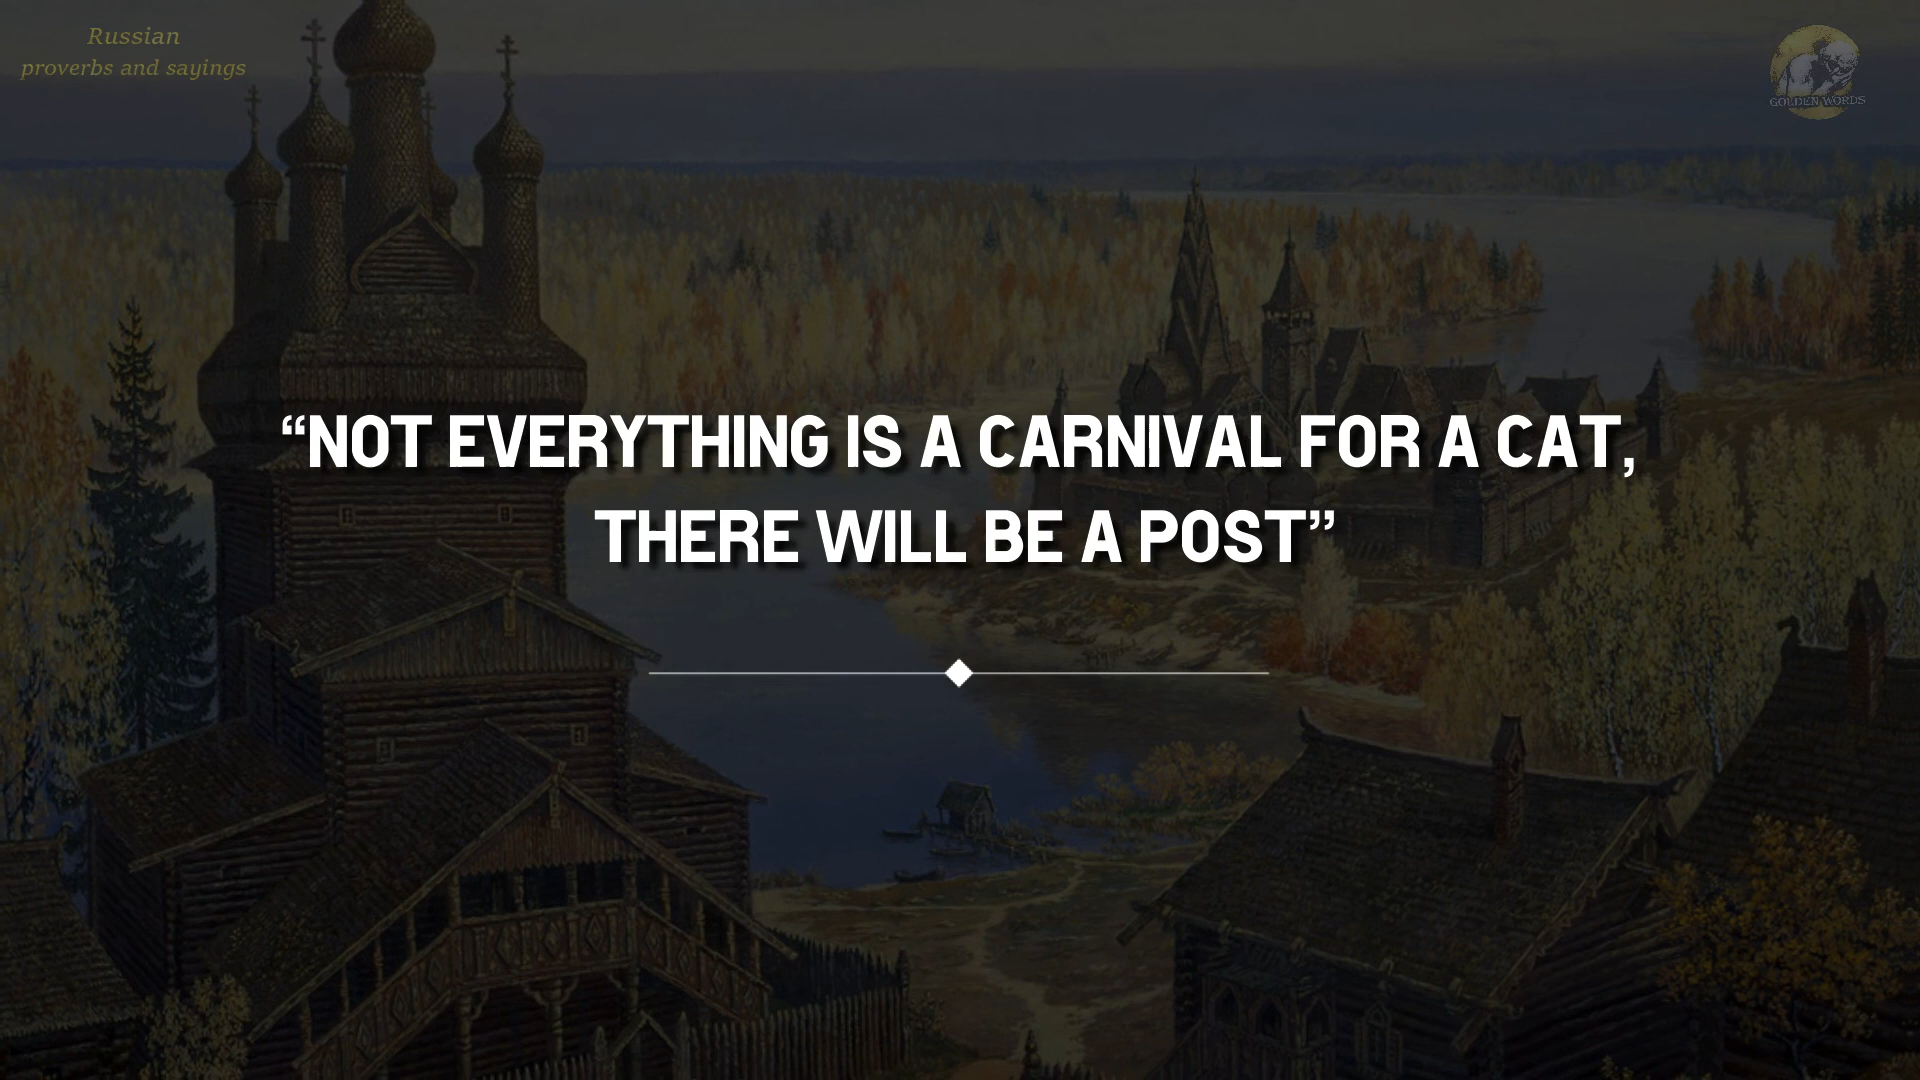 Russian
proverbs and sayings
GOLDEN WORDS
“NOT EVERYTHING IS A CARNIVAL FOR A CAT,
THERE WILL BE A POST”